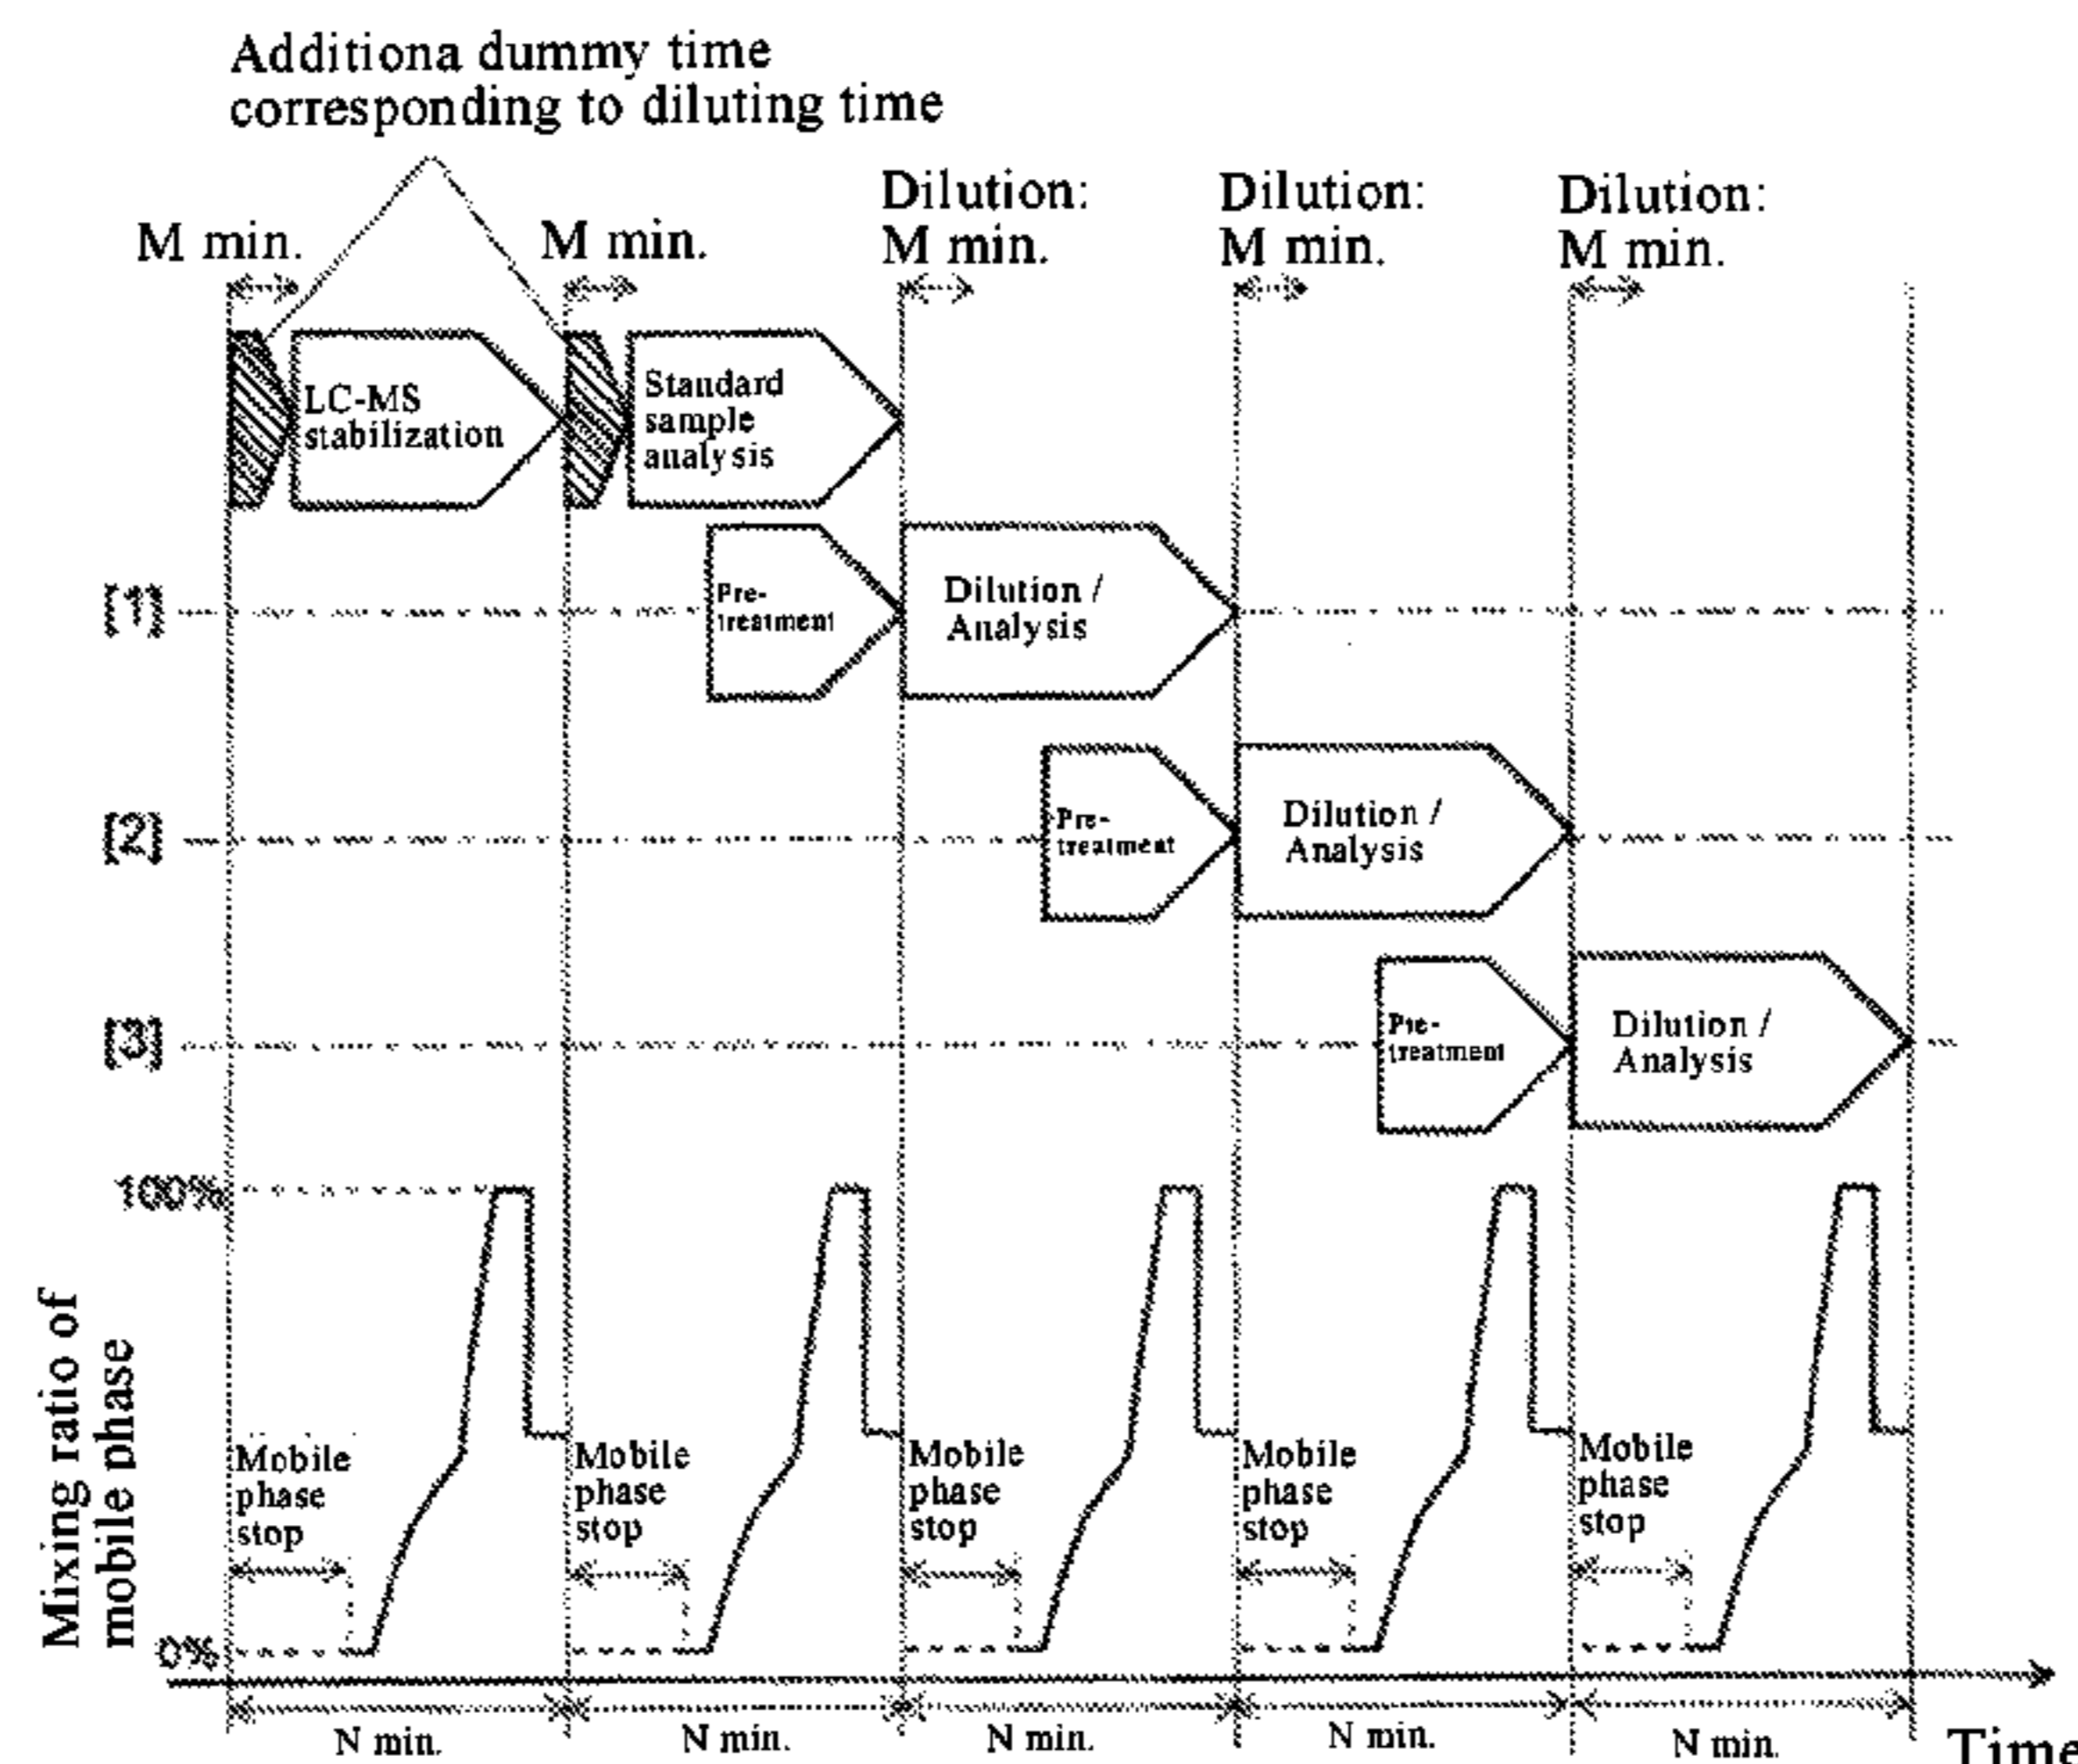 Additiona dummy time
corresponding to diluting time
M min.
M min.
Dilution:
M min.
Dilution:
M min.
Dilution:
M min.
LC-MS
stabilization
Standard
sample
analysis
[1]
Pre-
treatment
Dilution /
Analysis
[2]
Pre-
treatment
Dilution /
Analysis
[3]
Pre-
treatment
Dilution /
Analysis
100%
Mixing ratio of
mobile phase
Mobile
phase
stop
Mobile
phase
stop
Mobile
phase
stop
Mobile
phase
stop
Mobile
phase
stop
0%
N min.
N min.
N min.
N min.
N min.
Time